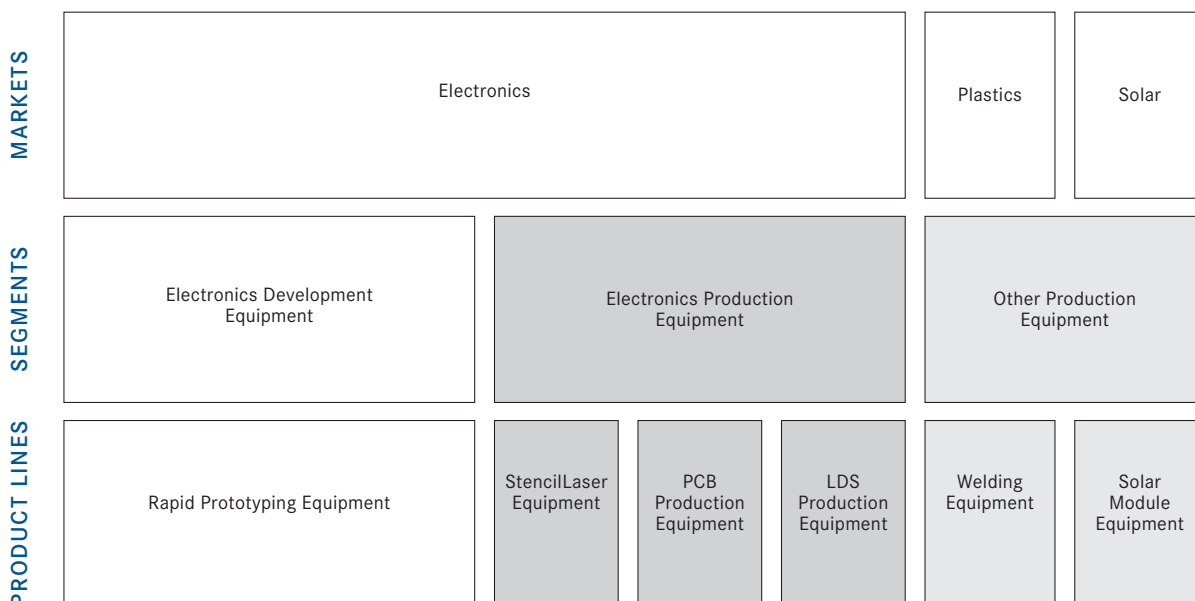 MARKETS
Electronics
Plastics
Solar
SEGMENTS
Electronics Development
Equipment
Electronics Production
Equipment
Other Production
Equipment
PRODUCT LINES
Rapid Prototyping Equipment
StencilLaser
Equipment
PCB
Production
Equipment
LDS
Production
Equipment
Welding
Equipment
Solar
Module
Equipment